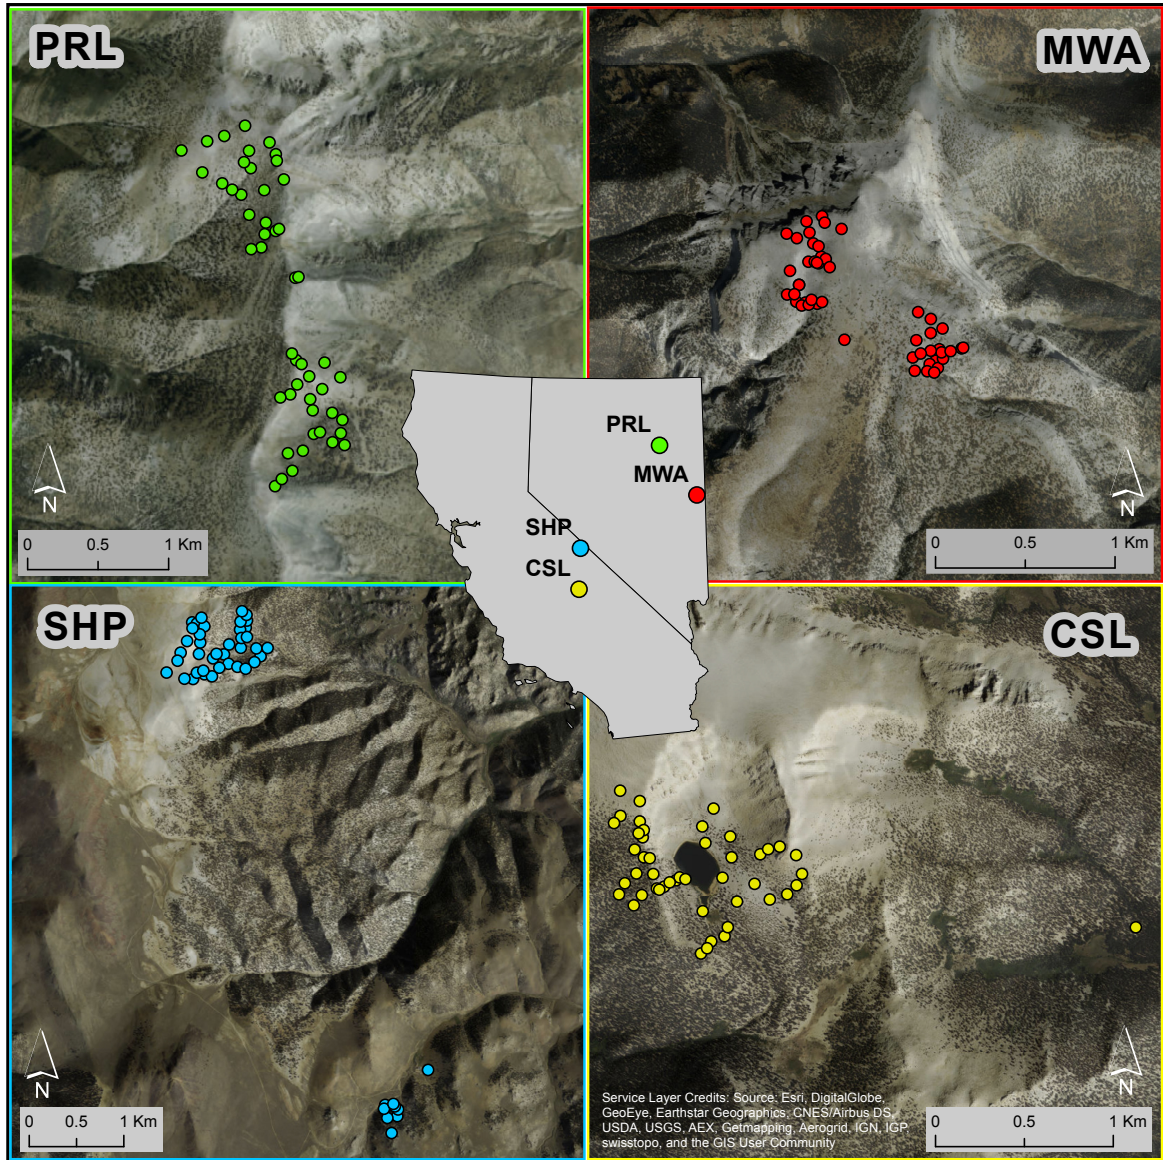 PRL
MWA
PRL
MWA
SHP
CSL
N
0 0.5 1 Km
N
0 0.5 1 Km
SHP
CSL
N
0 0.5 1 Km
Service Layer Credits: Source: Esri, DigitalGlobe,
GeoEye, Earthstar Geographics, CNES/Airbus DS,
USDA, USGS, AEX, Getmapping, Aerogrid, IGN, IGP,
swisstopo, and the GIS User Community
N
0 0.5 1 Km